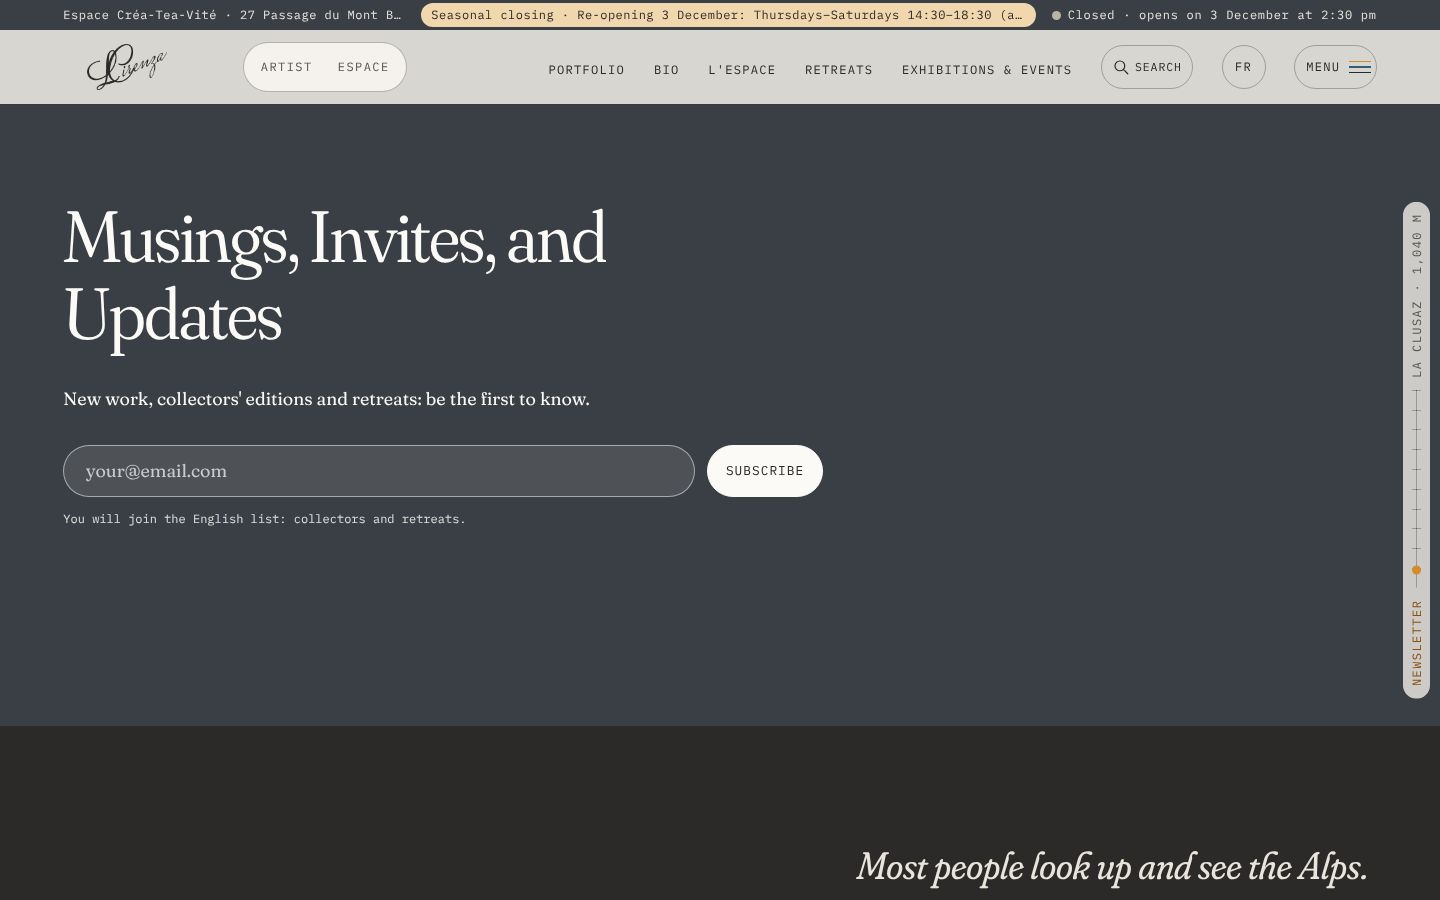 Espace Créa-Tea-Vité · 27 Passage du Mont B…
Seasonal closing · Re-opening 3 December: Thursdays–Saturdays 14:30–18:30 (a…
Closed · opens on 3 December at 2:30 pm
Lirenza
ARTIST ESPACE
PORTFOLIO BIO L'ESPACE RETREATS EXHIBITIONS & EVENTS
SEARCH
FR
MENU
Musings, Invites, and
Updates
New work, collectors' editions and retreats: be the first to know.
your@email.com
SUBSCRIBE
You will join the English list: collectors and retreats.
LA CLUSAZ · 1,040 M
NEWSLETTER
Most people look up and see the Alps.